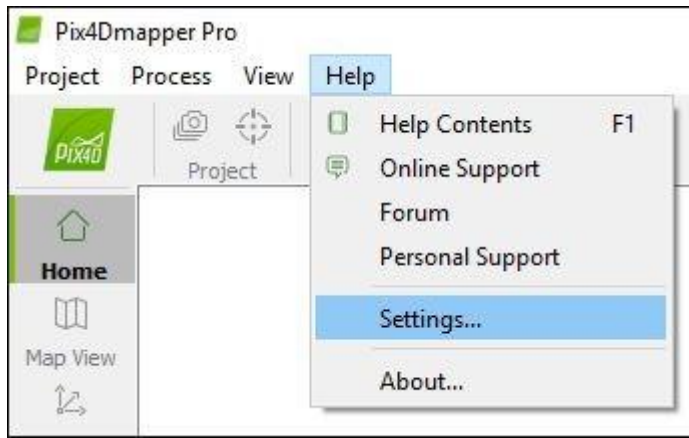 Pix4Dmapper Pro
Project Process View Help
PIX4D
Project
Help Contents F1
Online Support
Forum
Personal Support
Settings...
About...
Home
Map View